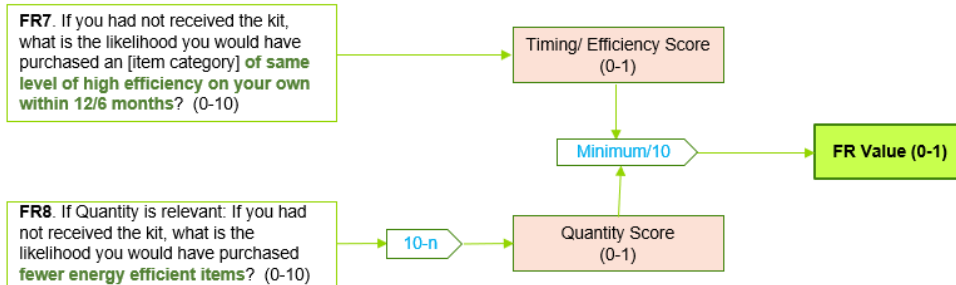 FR7. If you had not received the kit,
what is the likelihood you would have
purchased an [item category] of same
level of high efficiency on your own
within 12/6 months? (0-10)
Timing/ Efficiency Score
(0-1)
Minimum/10
FR Value (0-1)
FR8. If Quantity is relevant: If you had
not received the kit, what is the
likelihood you would have purchased
fewer energy efficient items? (0-10)
10-n
Quantity Score
(0-1)